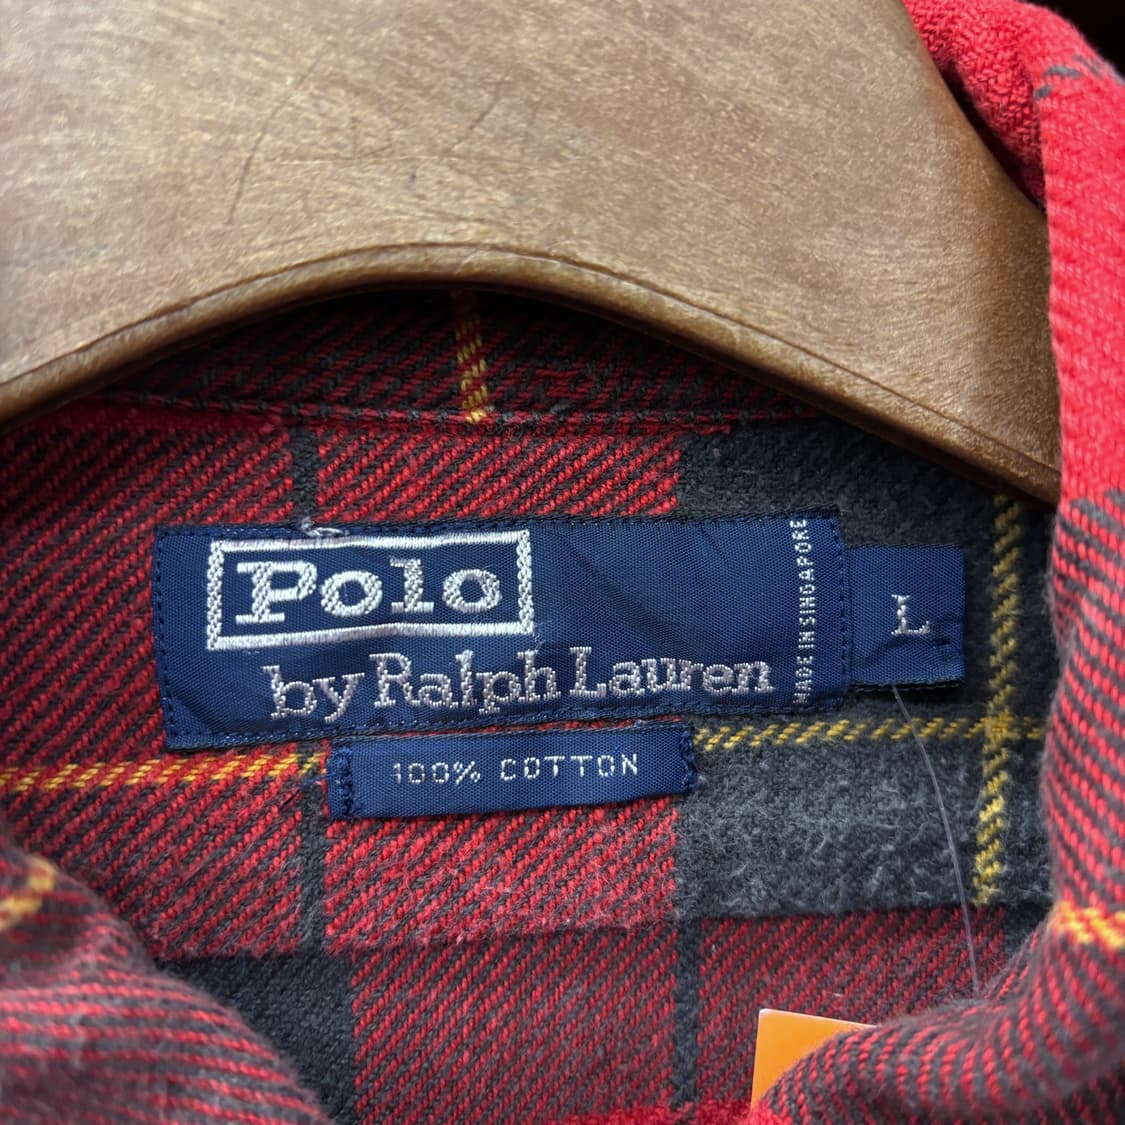 Polo
by Ralph Lauren
MADE IN SINGAPORE
L
100% COTTON